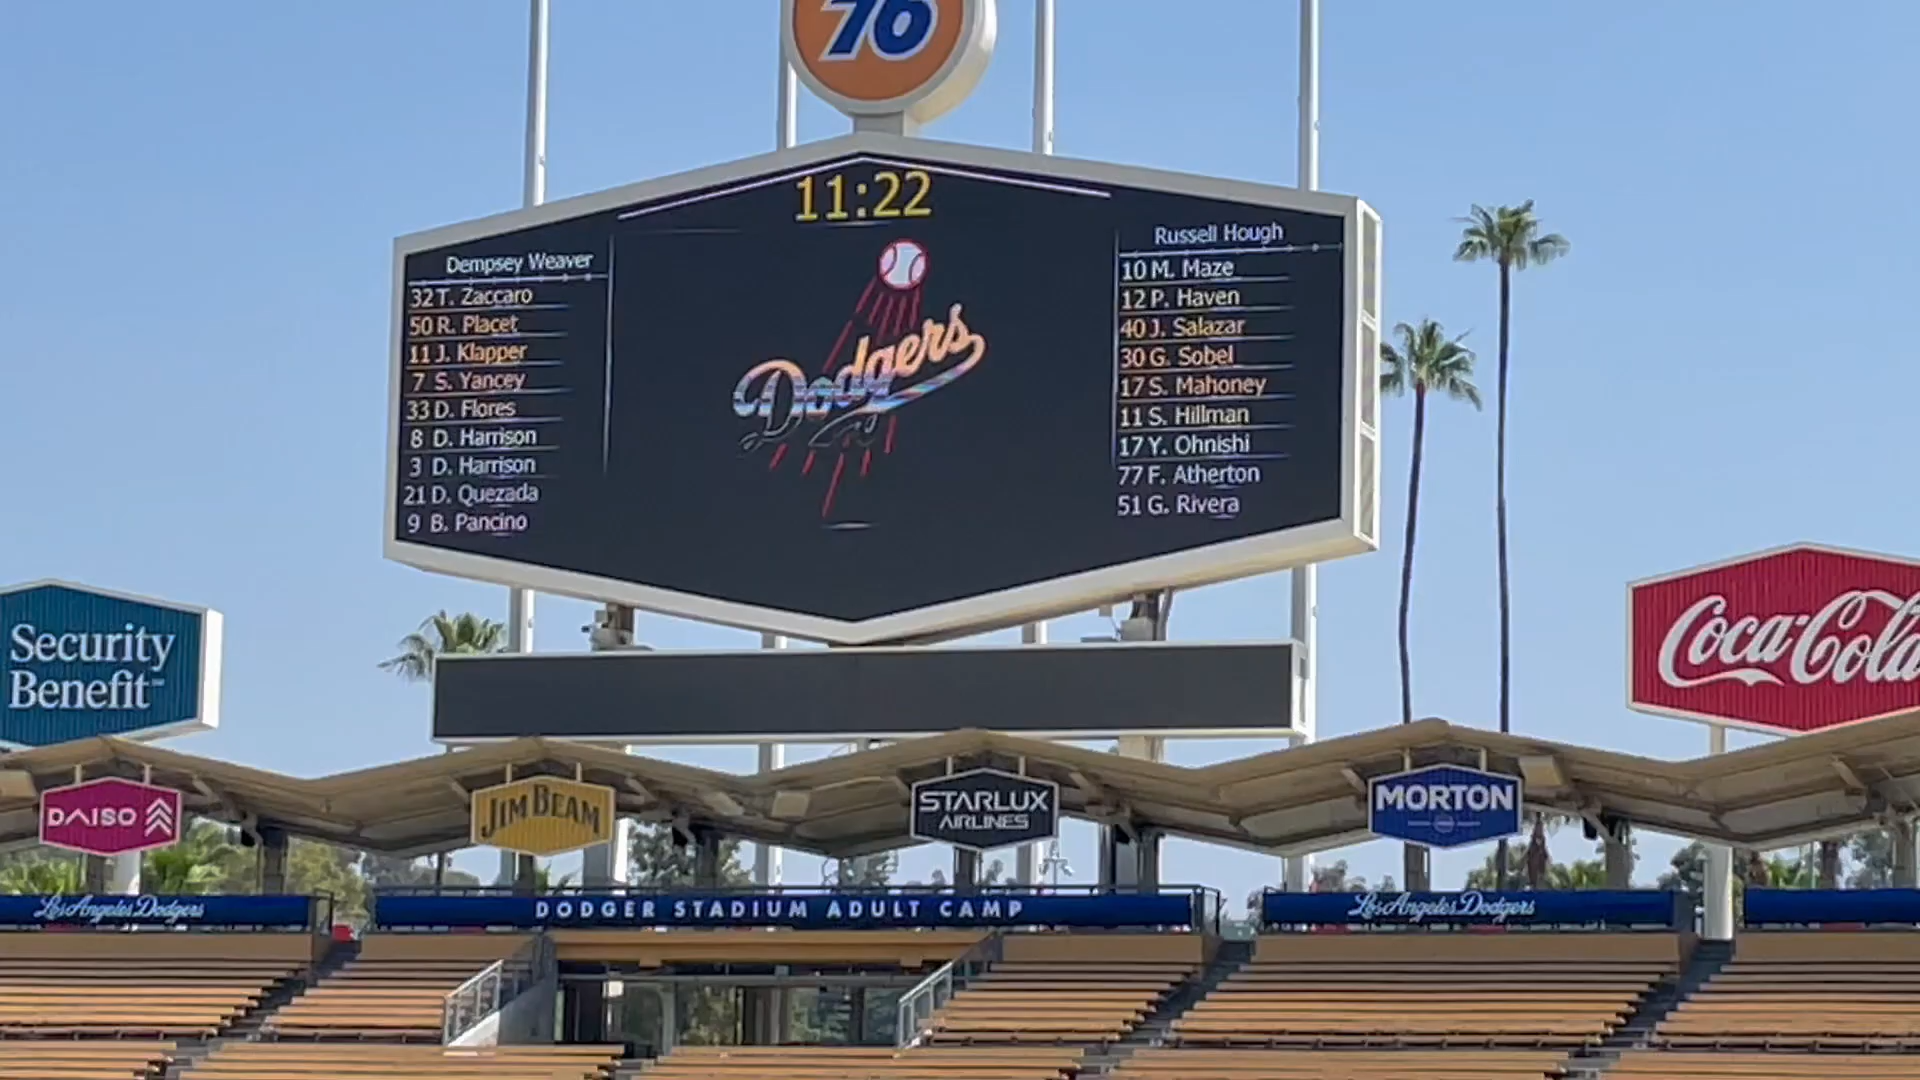 76
11:22
Dempsey Weaver
32 T. Zaccaro
50 R. Placet
11 J. Klapper
7 S. Yancey
33 D. Flores
8 D. Harrison
3 D. Harrison
21 D. Quezada
9 B. Pancino
Dodgers
Russell Hough
10 M. Maze
12 P. Haven
40 J. Salazar
30 G. Sobel
17 S. Mahoney
11 S. Hillman
17 Y. Ohnishi
77 F. Atherton
51 G. Rivera
Security
Benefit
Coca-Cola
DAISO
JIM BEAM
STARLUX
AIRLINES
MORTON
Los Angeles Dodgers
DODGER STADIUM ADULT CAMP
Los Angeles Dodgers